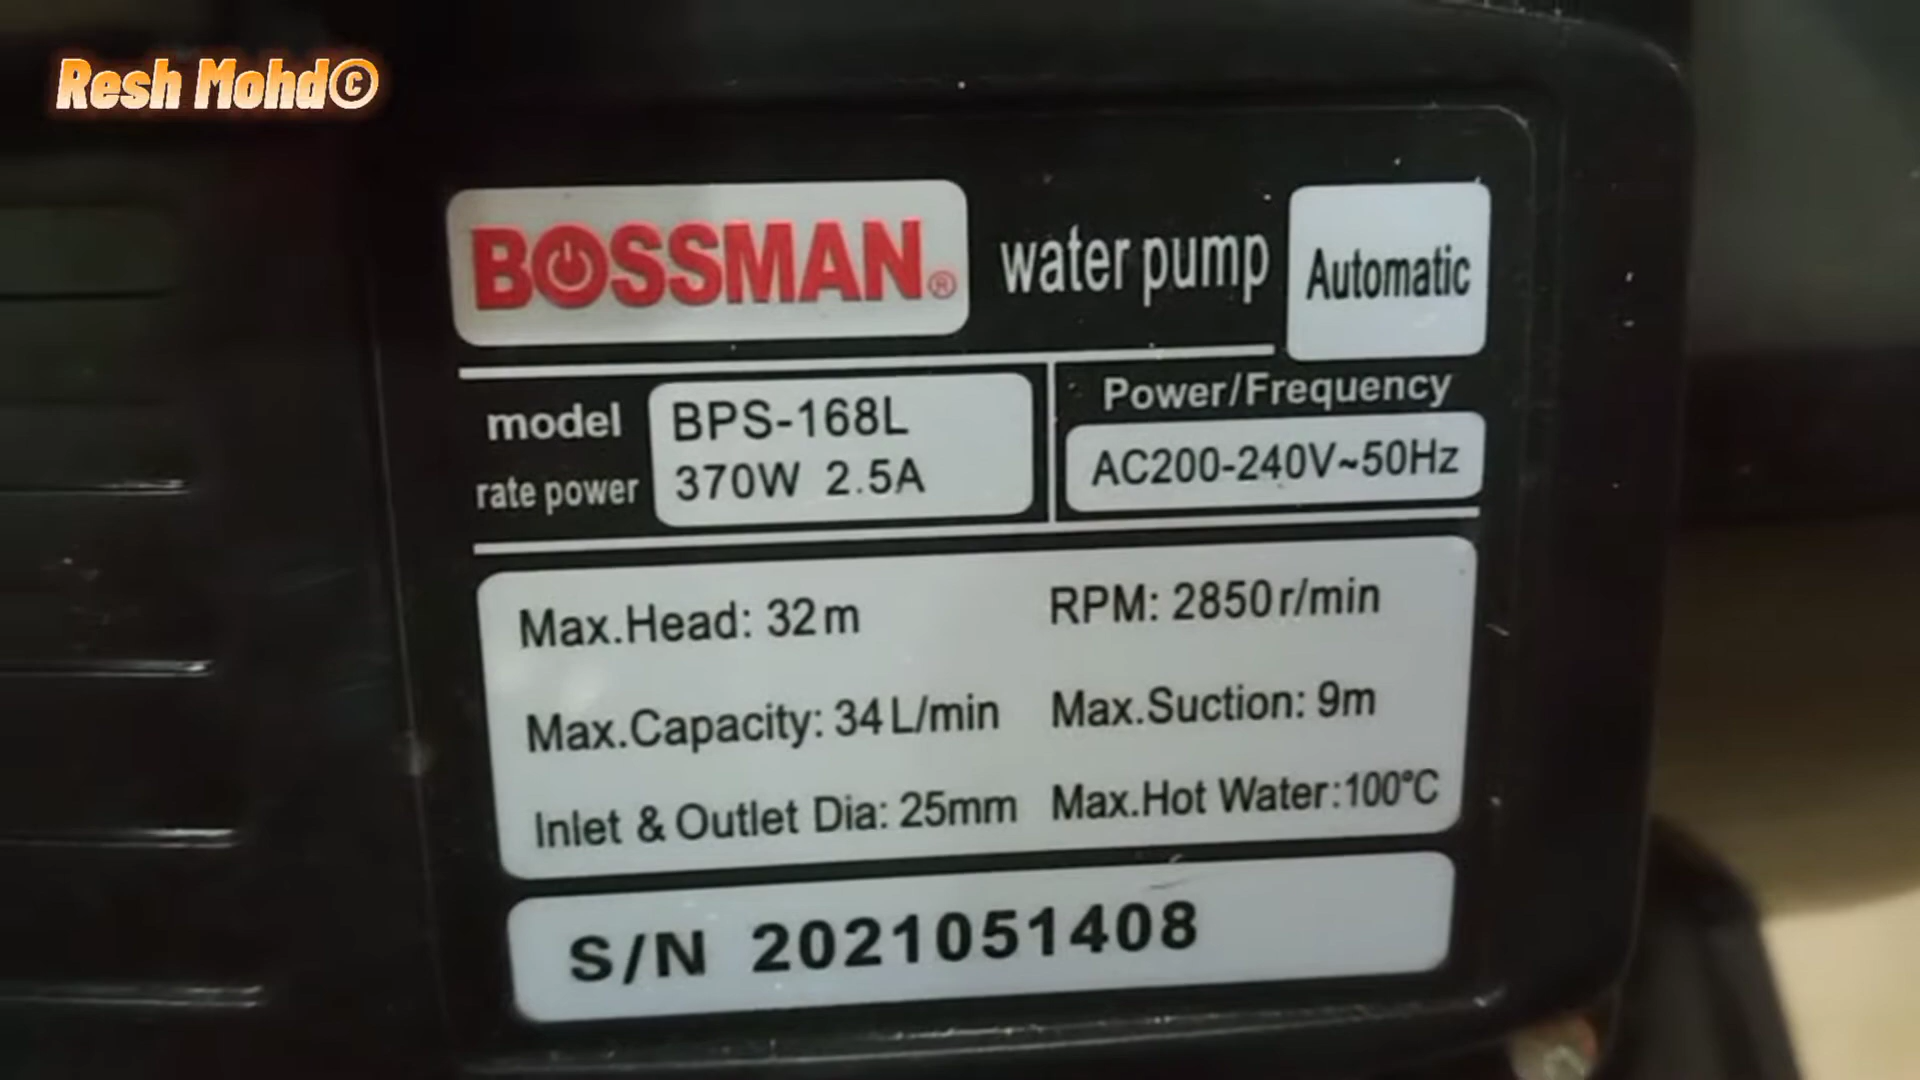 Resh Mohd©
BOSSMAN® water pump Automatic
model BPS-168L
rate power 370W 2.5A
Power/Frequency
AC200-240V~50Hz
Max.Head: 32m RPM: 2850r/min
Max.Capacity: 34L/min Max.Suction: 9m
Inlet & Outlet Dia: 25mm Max.Hot Water:100°C
S/N 2021051408